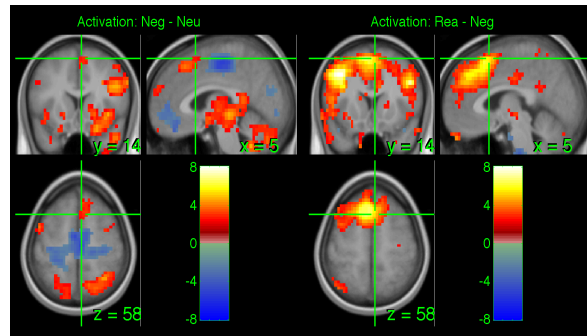 Activation: Neg - Neu
Activation: Rea - Neg
y = 14
x = 5
y = 14
x = 5
8
4
0
-4
-8
8
4
0
-4
-8
z = 58
z = 58